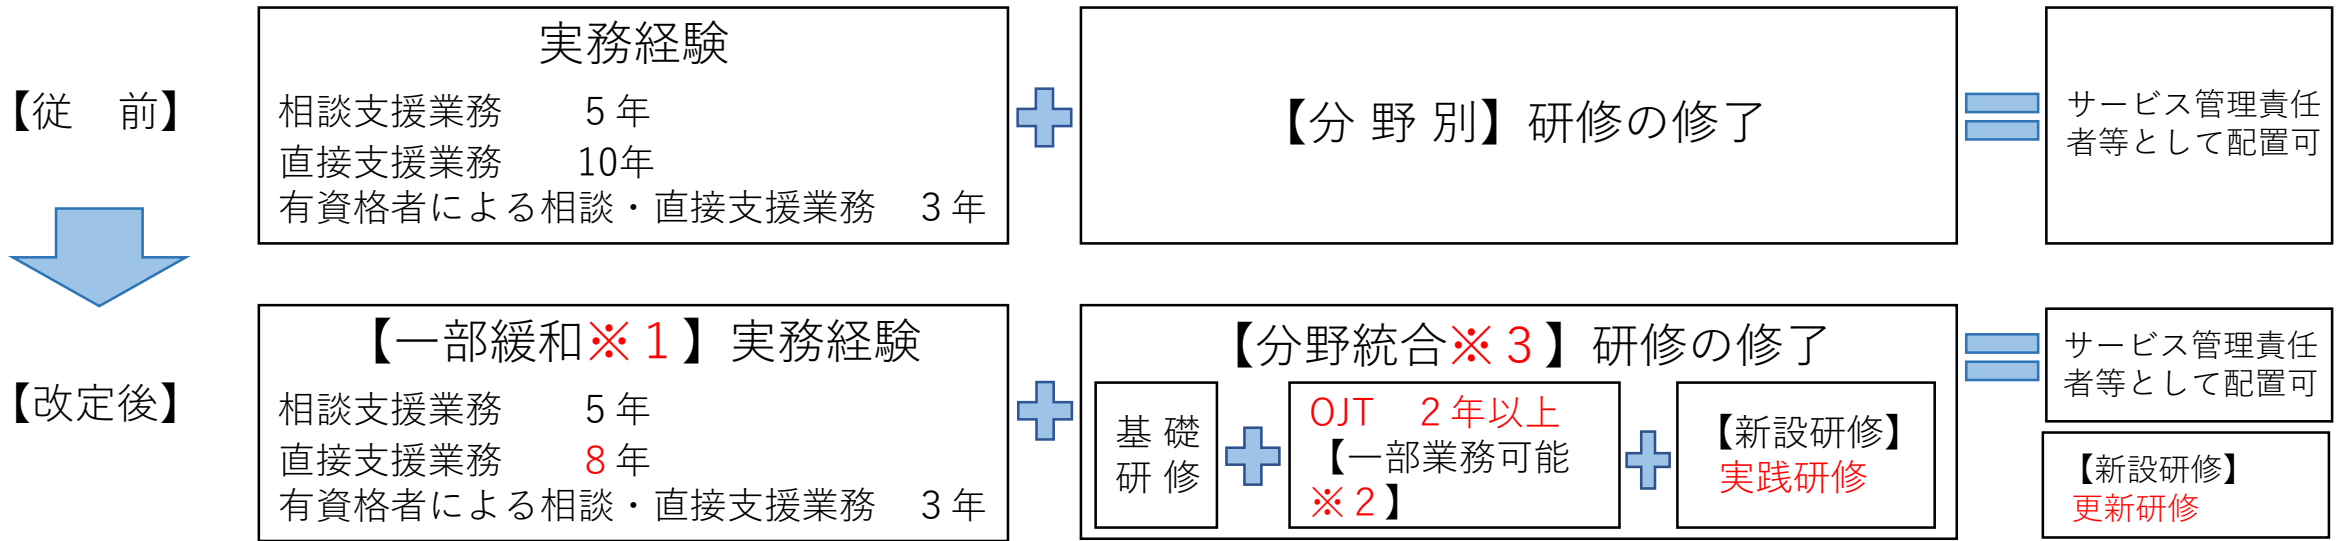 【従　前】
実務経験
相談支援業務　　５年
直接支援業務　　10年
有資格者による相談・直接支援業務　３年
【分 野 別】研修の修了
サービス管理責任
者等として配置可
【改定後】
【一部緩和※１】実務経験
相談支援業務　　５年
直接支援業務　　８年
有資格者による相談・直接支援業務　３年
【分野統合※３】研修の修了
基 礎
研 修
OJT　２年以上
【一部業務可能
※２】
【新設研修】
実践研修
サービス管理責任
者等として配置可
【新設研修】
更新研修